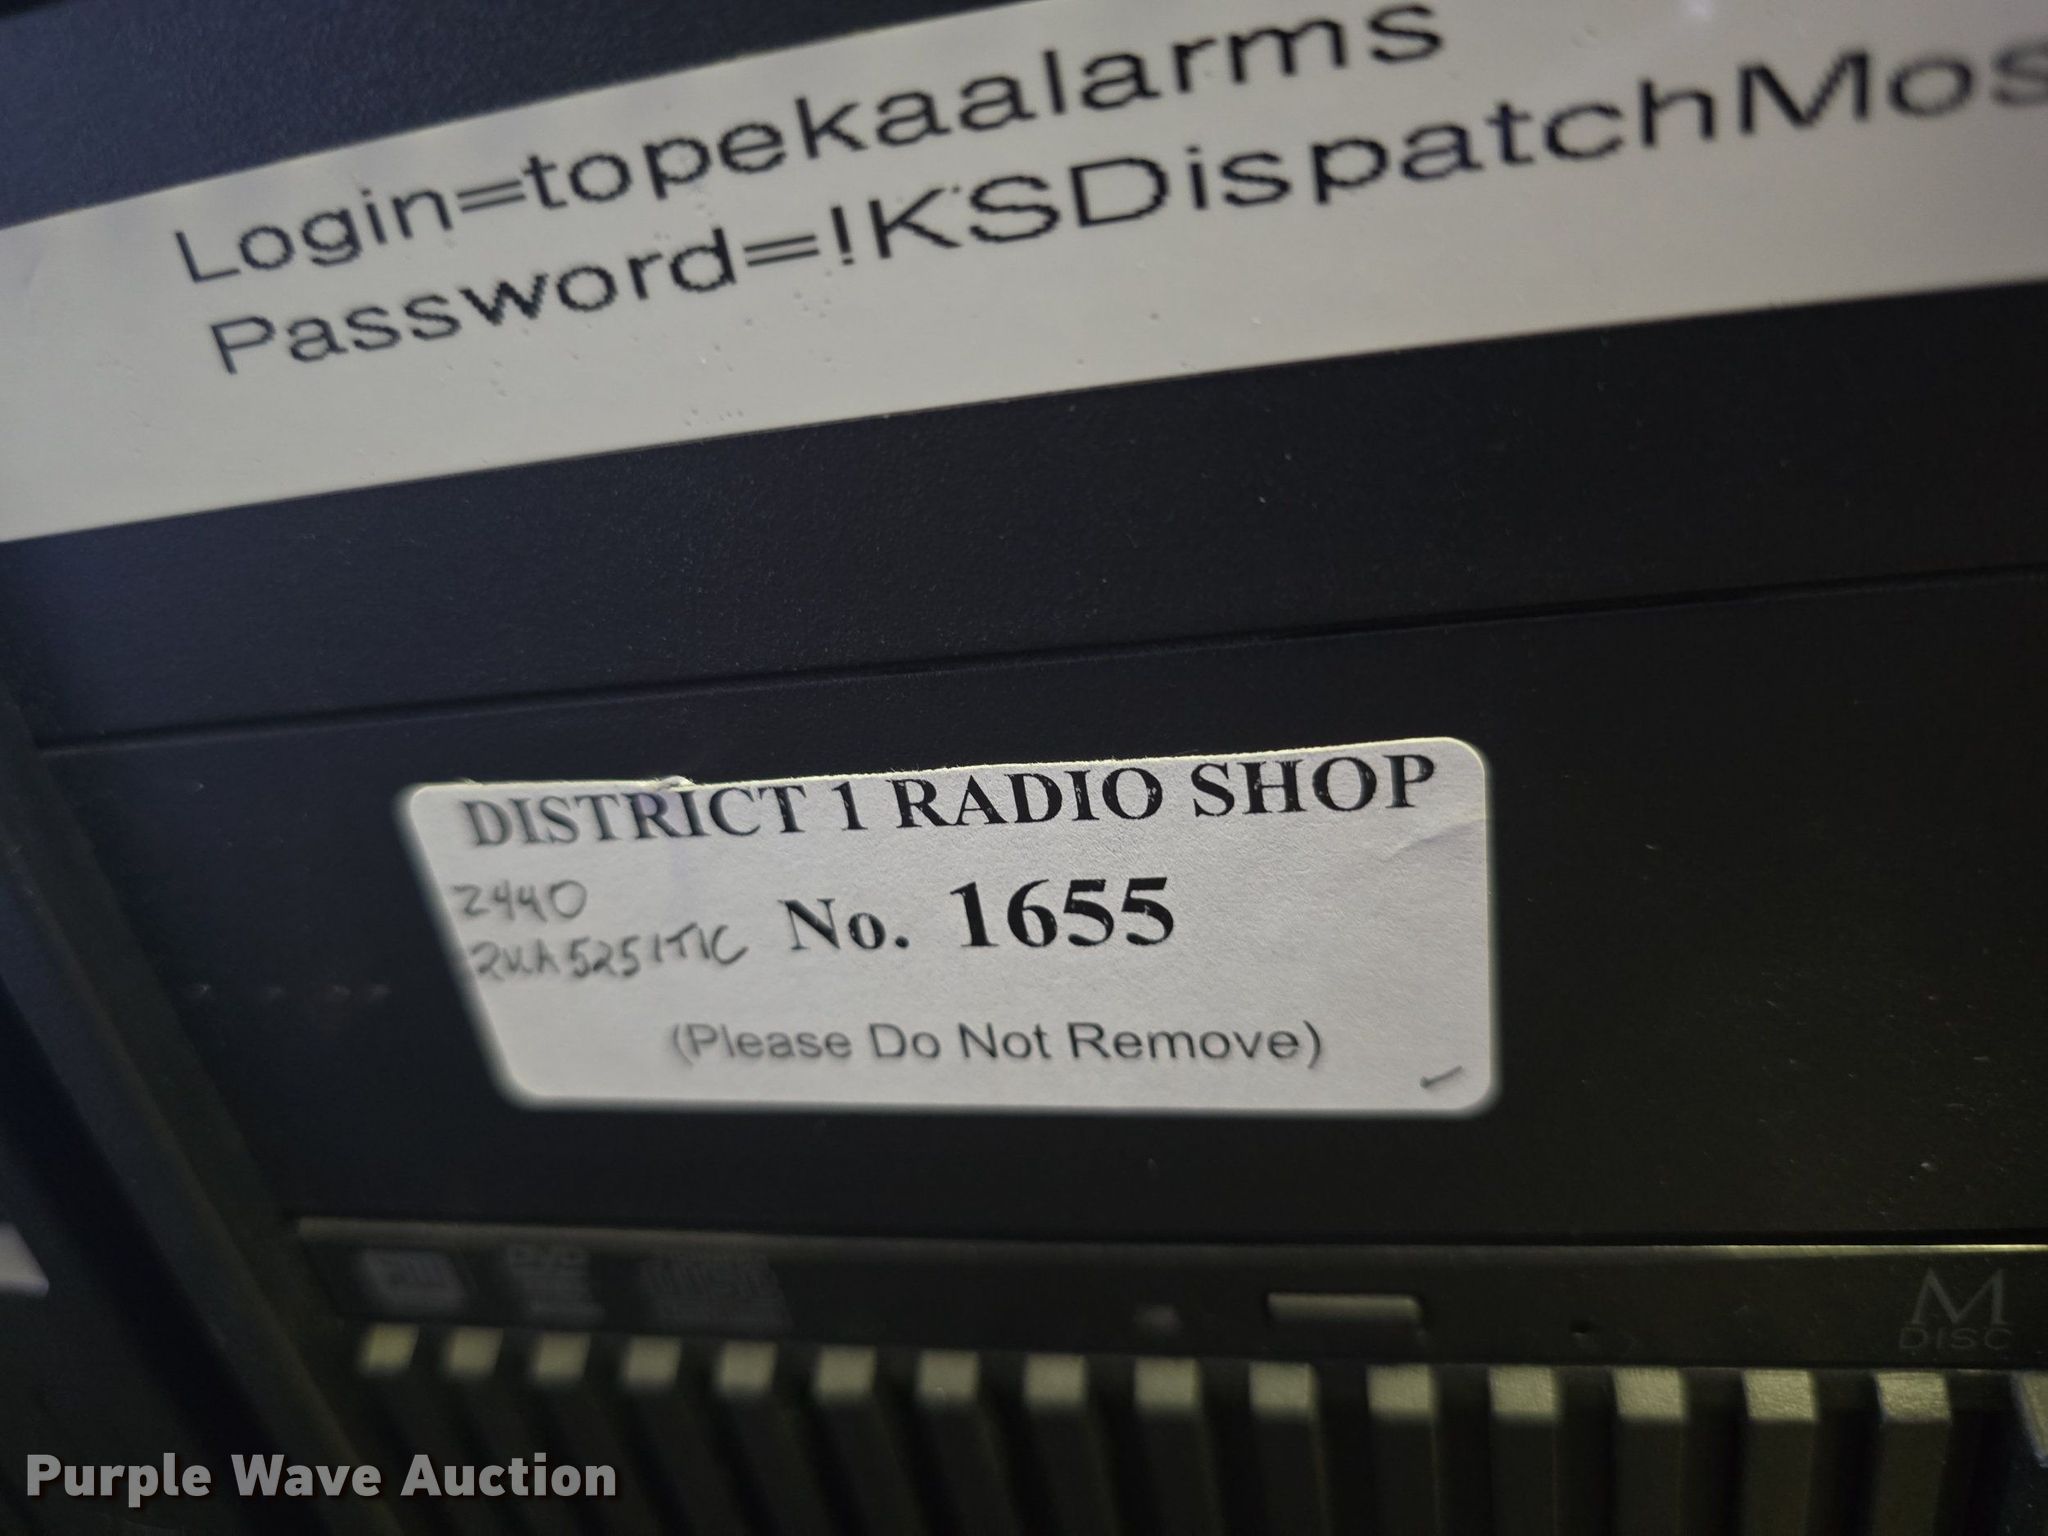 Login=topekaalarms
Password=!KSDispatchMos
DISTRICT 1 RADIO SHOP
2440
No. 1655
(Please Do Not Remove)
M
DISC
Purple Wave Auction